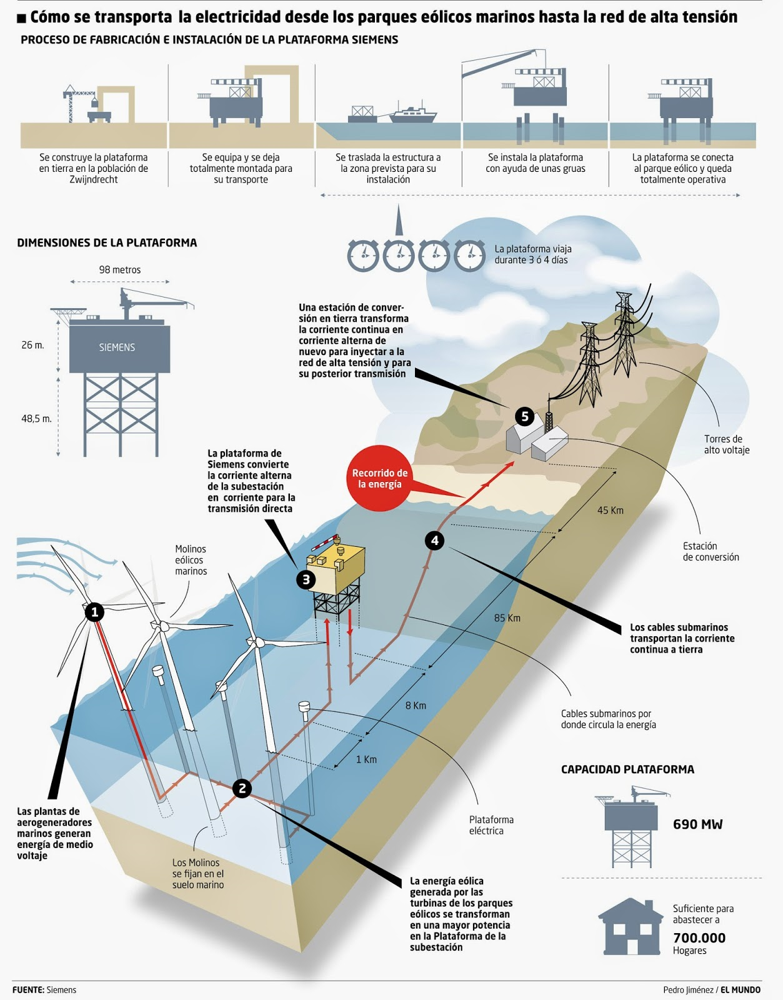 Cómo se transporta la electricidad desde los parques eólicos marinos hasta la red de alta tensión
PROCESO DE FABRICACIÓN E INSTALACIÓN DE LA PLATAFORMA SIEMENS
Se construye la plataforma
en tierra en la población de
Zwijndrecht
Se equipa y se deja
totalmente montada para
su transporte
Se traslada la estructura a
la zona prevista para su
instalación
Se instala la plataforma
con ayuda de unas gruas
La plataforma se conecta
al parque eólico y queda
totalmente operativa
La plataforma viaja
durante 3 ó 4 días
DIMENSIONES DE LA PLATAFORMA
98 metros
26 m.
SIEMENS
48,5 m.
Una estación de conver-
sión en tierra transforma
la corriente continua en
corriente alterna de
nuevo para inyectar a la
red de alta tensión y para
su posterior transmisión
5
Torres de
alto voltaje
La plataforma de
Siemens convierte
la corriente alterna
de la subestación
en corriente para la
transmisión directa
Recorrido de
la energía
45 Km
4
Estación
de conversión
Molinos
eólicos
marinos
3
1
85 Km
Los cables submarinos
transportan la corriente
continua a tierra
8 Km
Cables submarinos por
donde circula la energía
1 Km
2
Las plantas de
aerogeneradores
marinos generan
energía de medio
voltaje
Plataforma
eléctrica
Los Molinos
se fijan en el
suelo marino
La energía eólica
generada por las
turbinas de los parques
eólicos se transforman
en una mayor potencia
en la Plataforma de la
subestación
CAPACIDAD PLATAFORMA
690 MW
Suficiente para
abastecer a
700.000
Hogares
FUENTE: Siemens
Pedro Jiménez / EL MUNDO